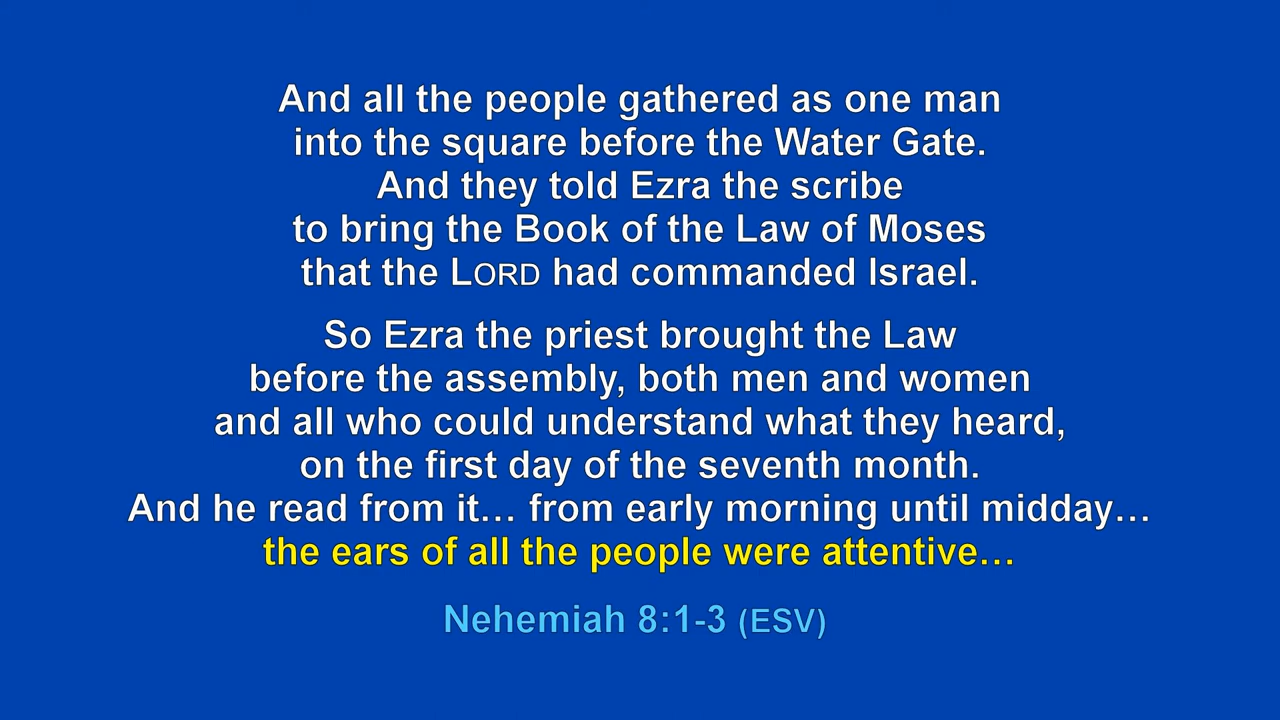 And all the people gathered as one man
into the square before the Water Gate.
And they told Ezra the scribe
to bring the Book of the Law of Moses
that the LORD had commanded Israel.
So Ezra the priest brought the Law
before the assembly, both men and women
and all who could understand what they heard,
on the first day of the seventh month.
And he read from it… from early morning until midday…
the ears of all the people were attentive…
Nehemiah 8:1-3 (ESV)